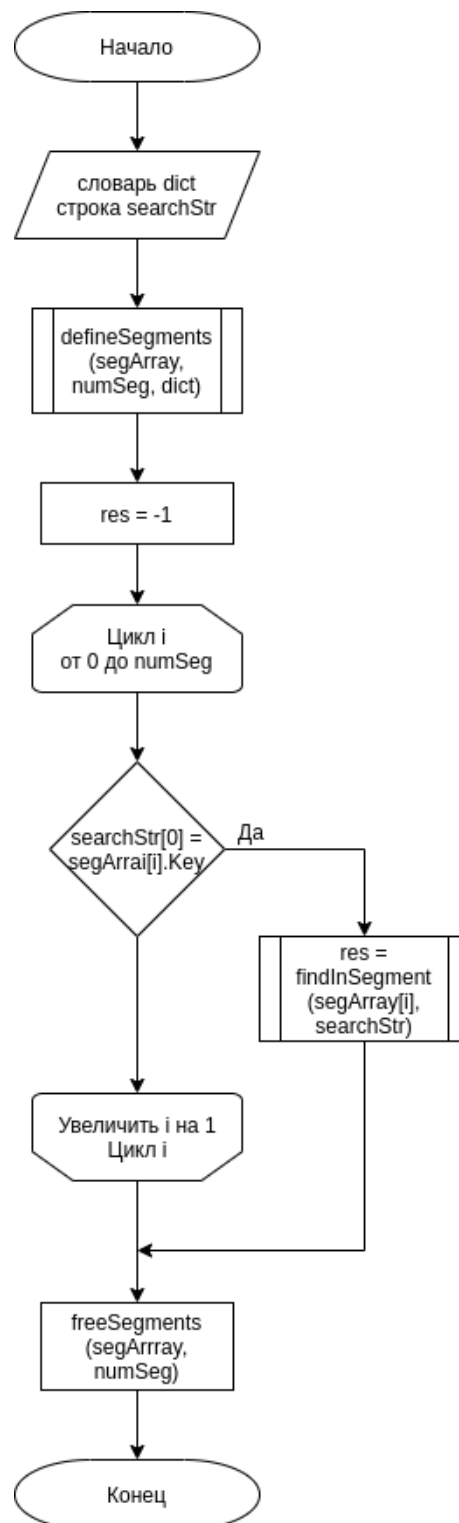 Начало
словарь dict
строка searchStr
defineSegments
(segArray,
numSeg, dict)
res = -1
Цикл i
от 0 до numSeg
searchStr[0] =
segArrai[i].Key
Да
res =
findInSegment
(segArray[i],
searchStr)
Увеличить i на 1
Цикл i
freeSegments
(segArrray,
numSeg)
Конец